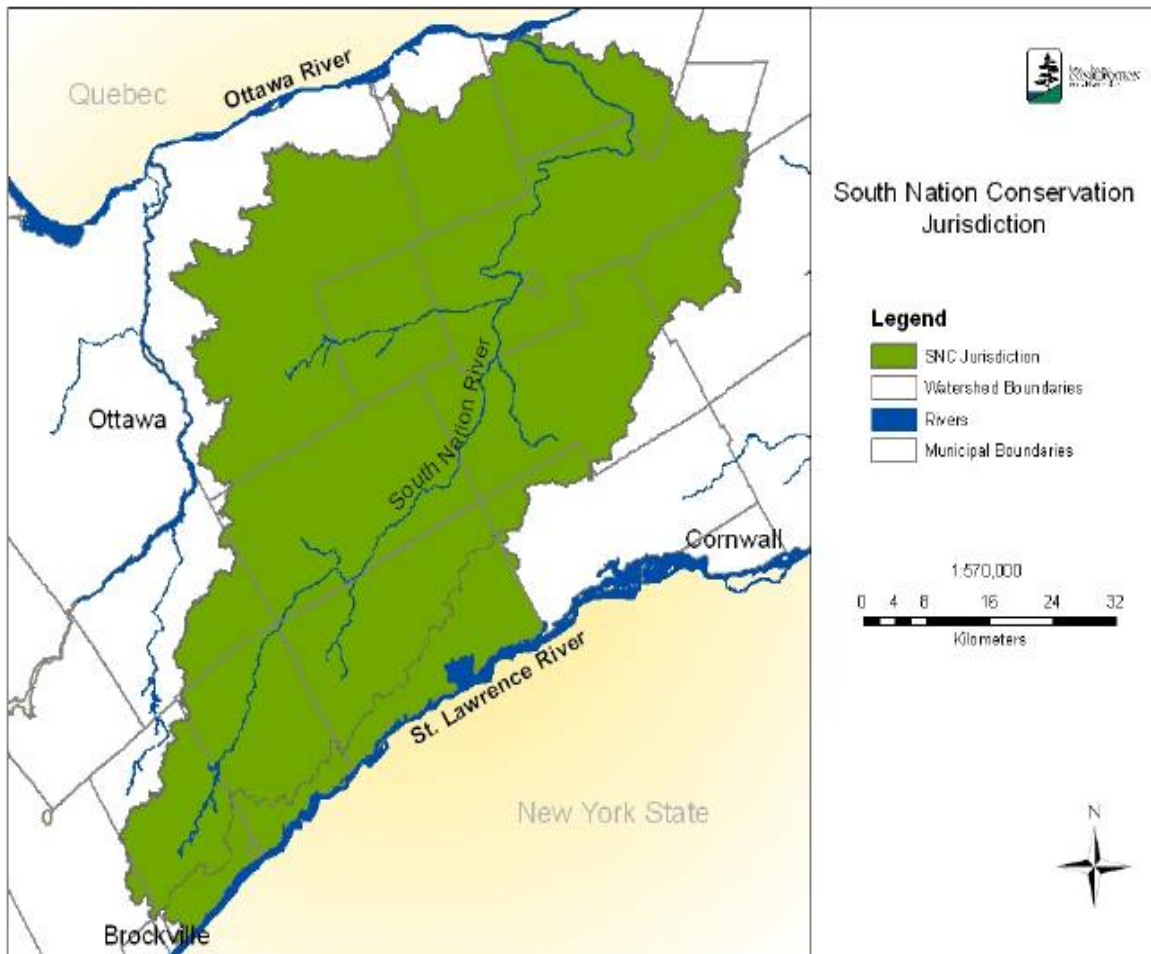 Quebec
Ottawa River
Ottawa
South Nation River
Cornwall
St. Lawrence River
New York State
Brockville
South Nation Conservation
Jurisdiction
Legend
SNC Jurisdiction
Watershed Boundaries
Rivers
Municipal Boundaries
1:570,000
0 4 8 16 24 32
Kilometers
N